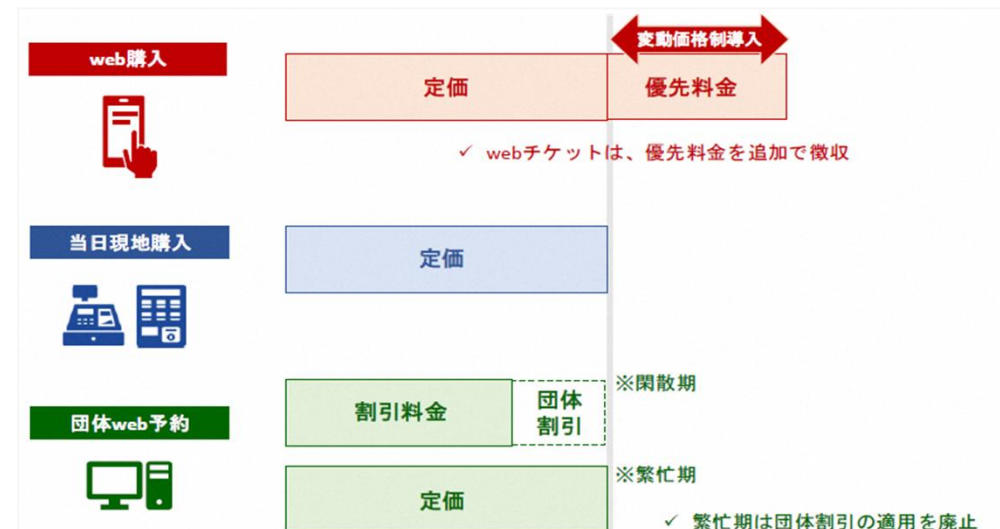 変動価格制導入
web購入
定価
優先料金
✓ webチケットは、優先料金を追加で徴収
当日現地購入
定価
※閑散期
割引料金
団体
割引
団体web予約
※繁忙期
定価
✓ 繁忙期は団体割引の適用を廃止